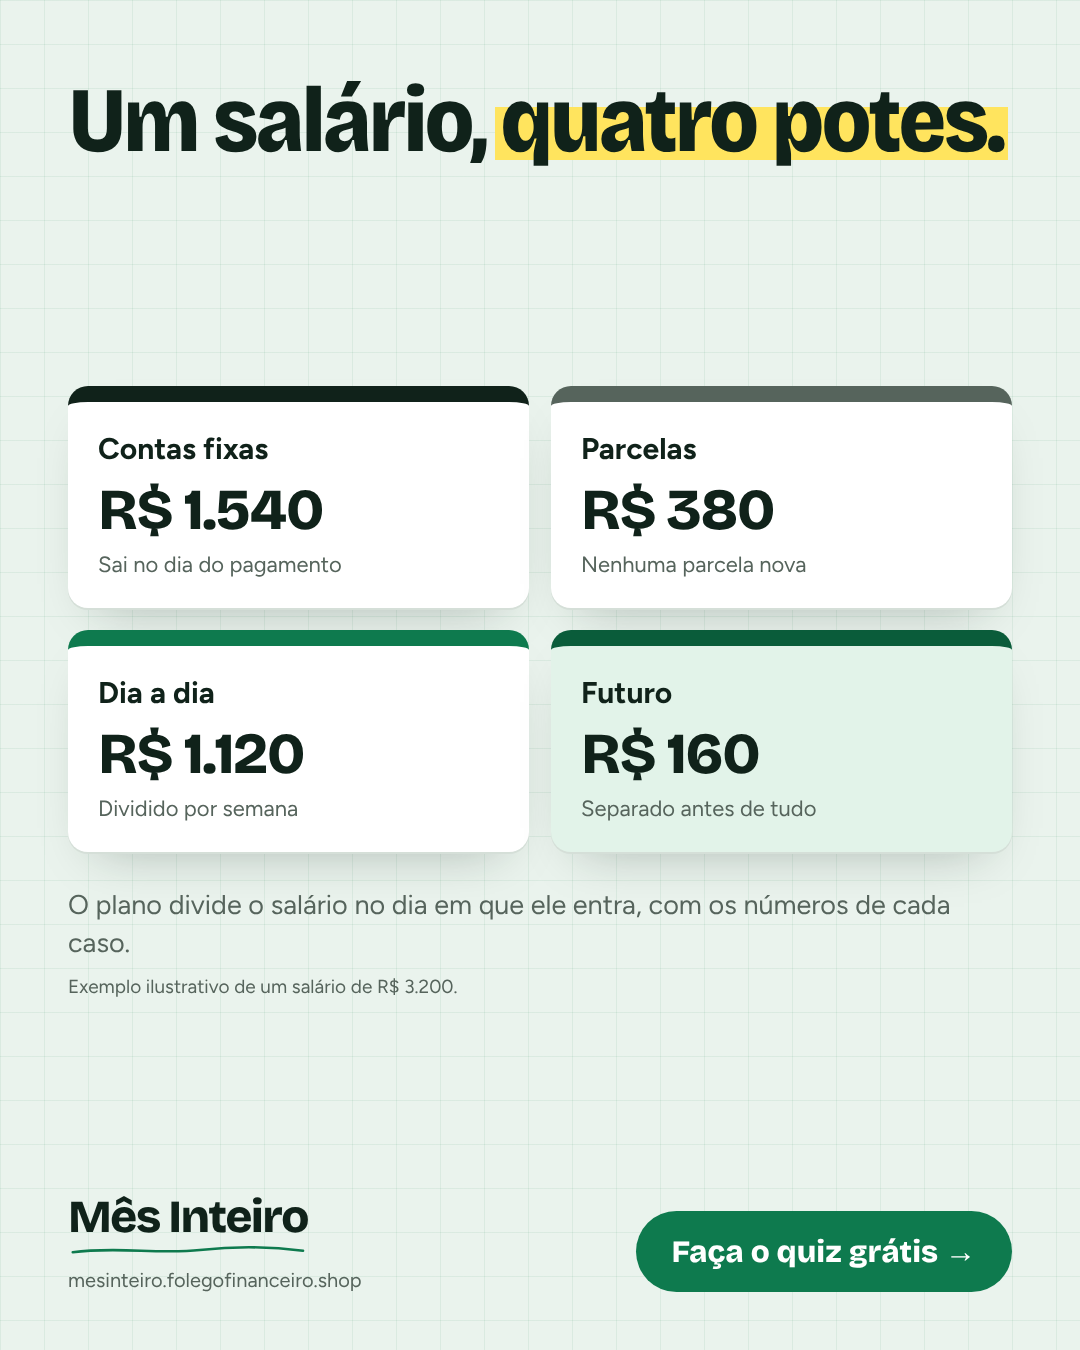 Um salário, quatro potes.
Contas fixas
R$ 1.540
Sai no dia do pagamento
Parcelas
R$ 380
Nenhuma parcela nova
Dia a dia
R$ 1.120
Dividido por semana
Futuro
R$ 160
Separado antes de tudo
O plano divide o salário no dia em que ele entra, com os números de cada
caso.
Exemplo ilustrativo de um salário de R$ 3.200.
Mês Inteiro
mesinteiro.folegofinanceiro.shop
Faça o quiz grátis →